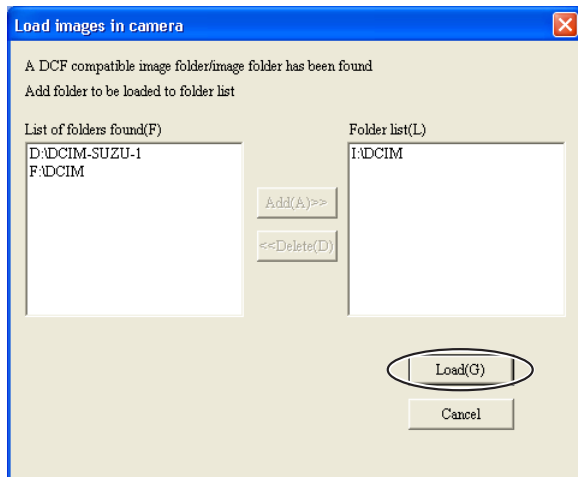 Load images in camera
A DCF compatible image folder/image folder has been found
Add folder to be loaded to folder list
List of folders found(F)
D:\DCIM-SUZU-1
F:\DCIM
Add(A)>>
<<Delete(D)
Folder list(L)
I:\DCIM
Load(G)
Cancel